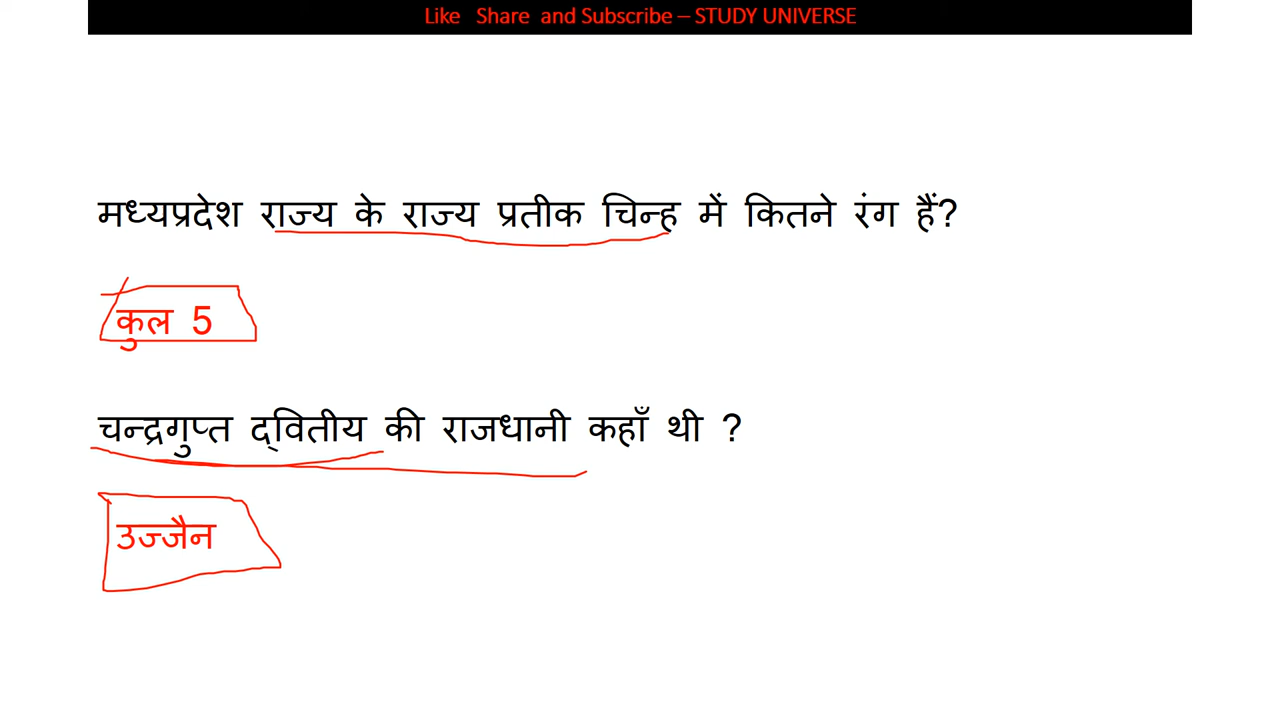 Like Share and Subscribe – STUDY UNIVERSE
मध्यप्रदेश राज्य के राज्य प्रतीक चिन्ह में कितने रंग हैं?
कुल 5
चन्द्रगुप्त द्वितीय की राजधानी कहाँ थी ?
उज्जैन